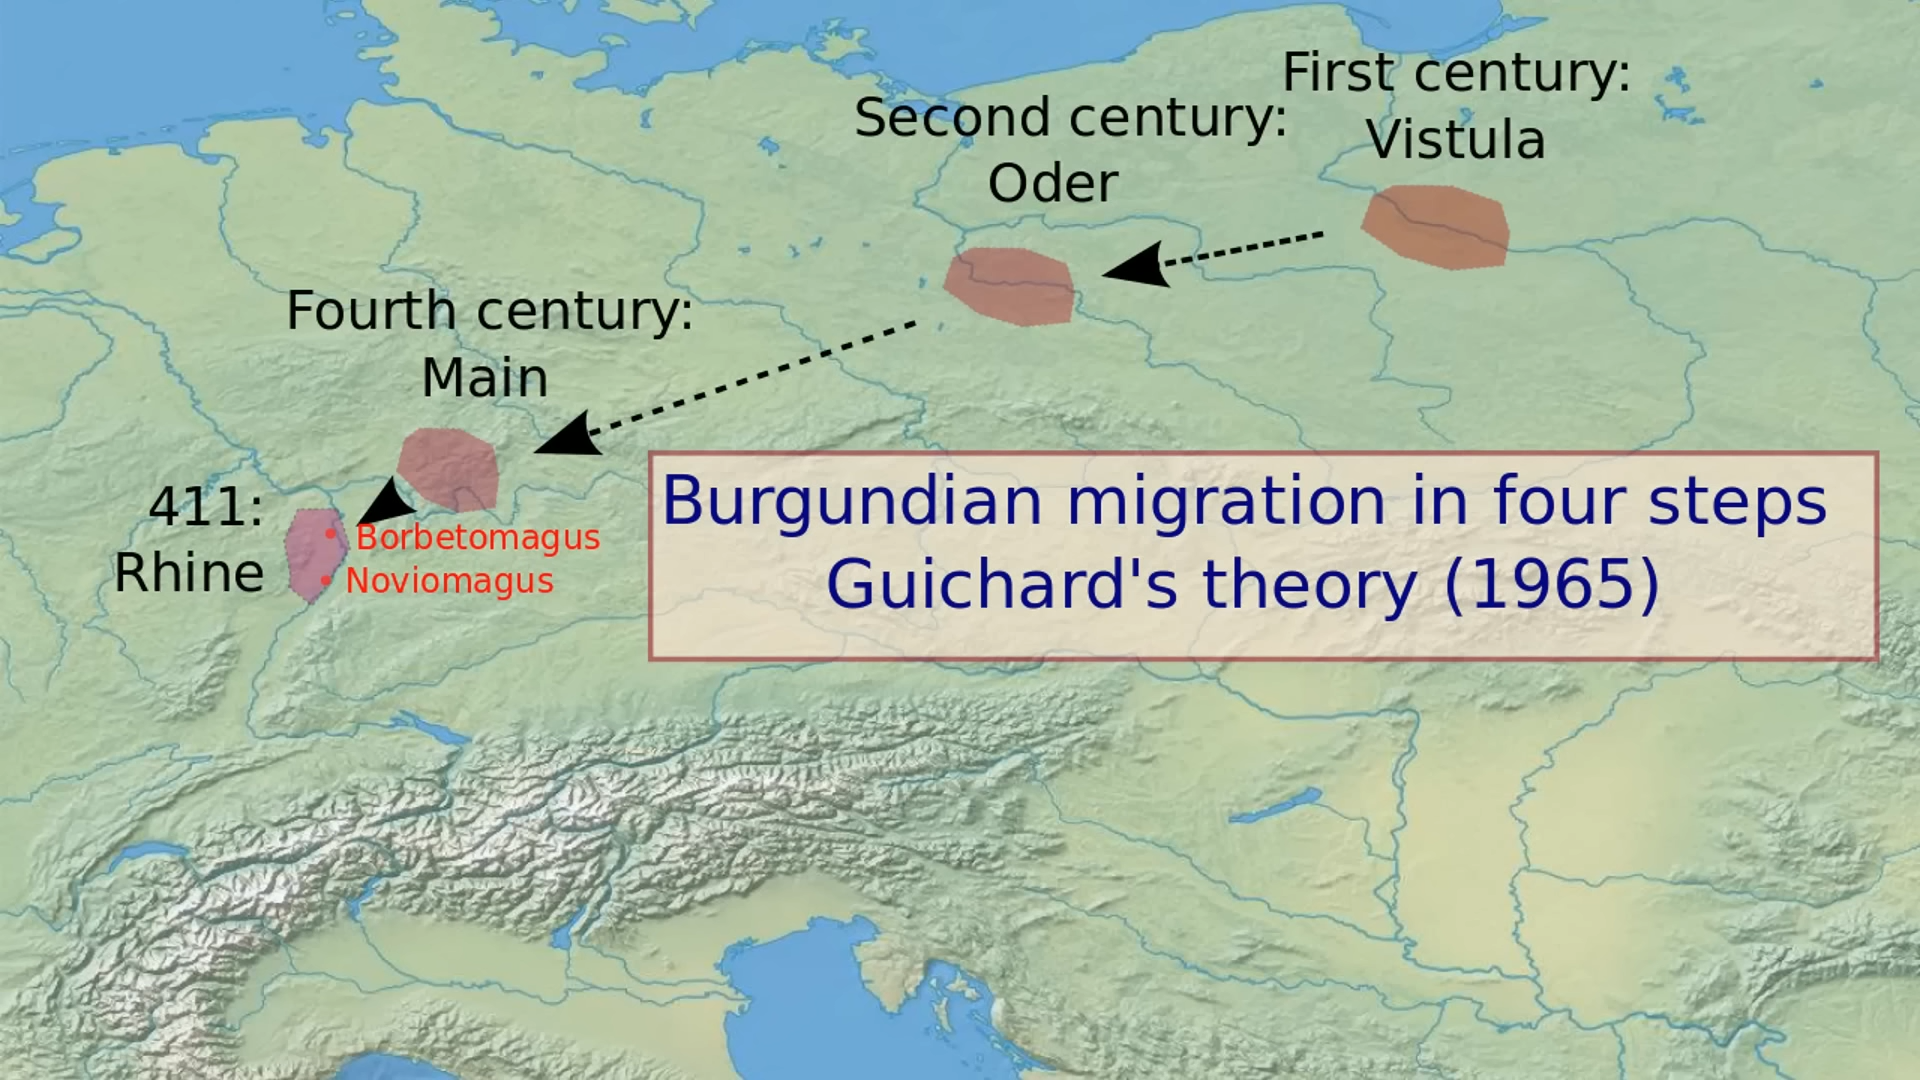 First century:
Vistula
Second century:
Oder
Fourth century:
Main
411:
Rhine
Borbetomagus
Noviomagus
Burgundian migration in four steps
Guichard's theory (1965)